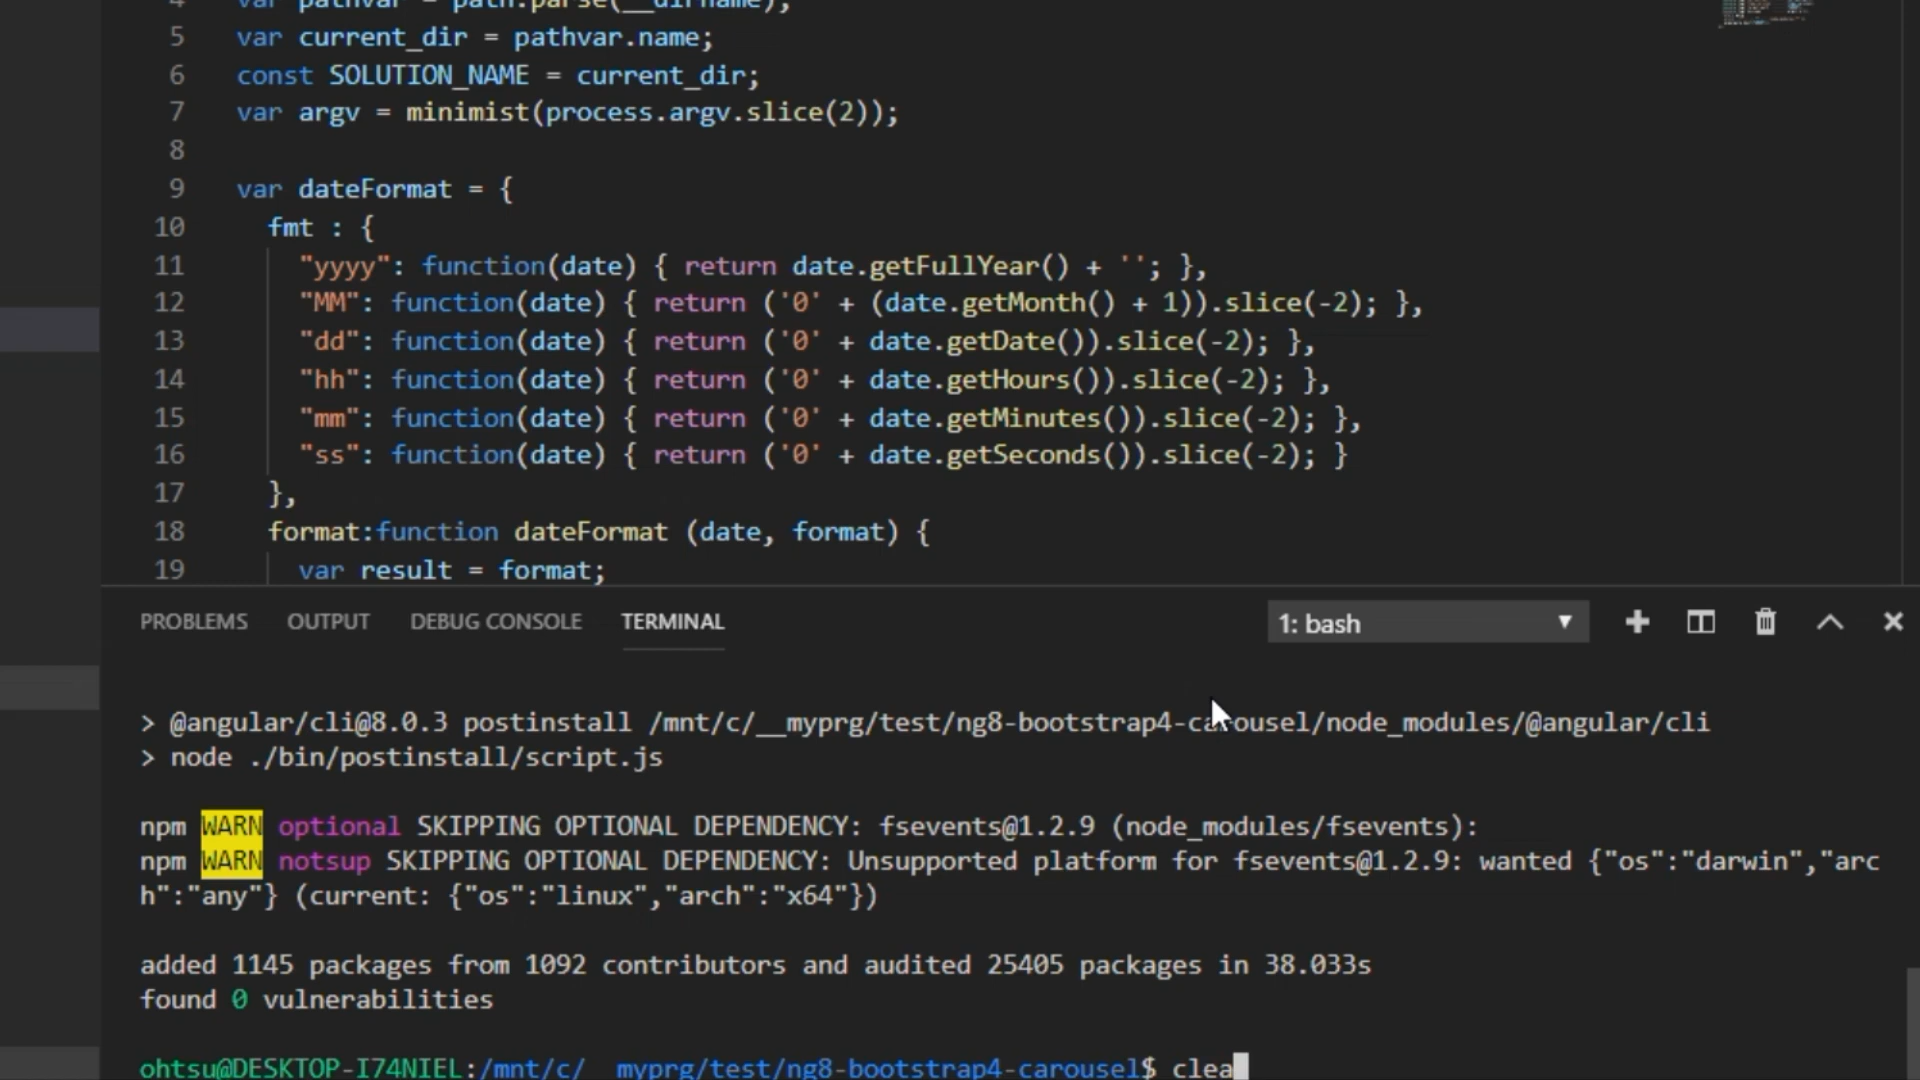 4 var pathvar = path.parse(__dirname);
5 var current_dir = pathvar.name;
6 const SOLUTION_NAME = current_dir;
7 var argv = minimist(process.argv.slice(2));
8
9 var dateFormat = {
10 fmt : {
11 "yyyy": function(date) { return date.getFullYear() + ''; },
12 "MM": function(date) { return ('0' + (date.getMonth() + 1)).slice(-2); },
13 "dd": function(date) { return ('0' + date.getDate()).slice(-2); },
14 "hh": function(date) { return ('0' + date.getHours()).slice(-2); },
15 "mm": function(date) { return ('0' + date.getMinutes()).slice(-2); },
16 "ss": function(date) { return ('0' + date.getSeconds()).slice(-2); }
17 },
18 format:function dateFormat (date, format) {
19 var result = format;
PROBLEMS OUTPUT DEBUG CONSOLE TERMINAL 1: bash
> @angular/cli@8.0.3 postinstall /mnt/c/__myprg/test/ng8-bootstrap4-carousel/node_modules/@angular/cli
> node ./bin/postinstall/script.js
npm WARN optional SKIPPING OPTIONAL DEPENDENCY: fsevents@1.2.9 (node_modules/fsevents):
npm WARN notsup SKIPPING OPTIONAL DEPENDENCY: Unsupported platform for fsevents@1.2.9: wanted {"os":"darwin","arc
h":"any"} (current: {"os":"linux","arch":"x64"})
added 1145 packages from 1092 contributors and audited 25405 packages in 38.033s
found 0 vulnerabilities
ohtsu@DESKTOP-I74NIEL:/mnt/c/__myprg/test/ng8-bootstrap4-carousel$ clea